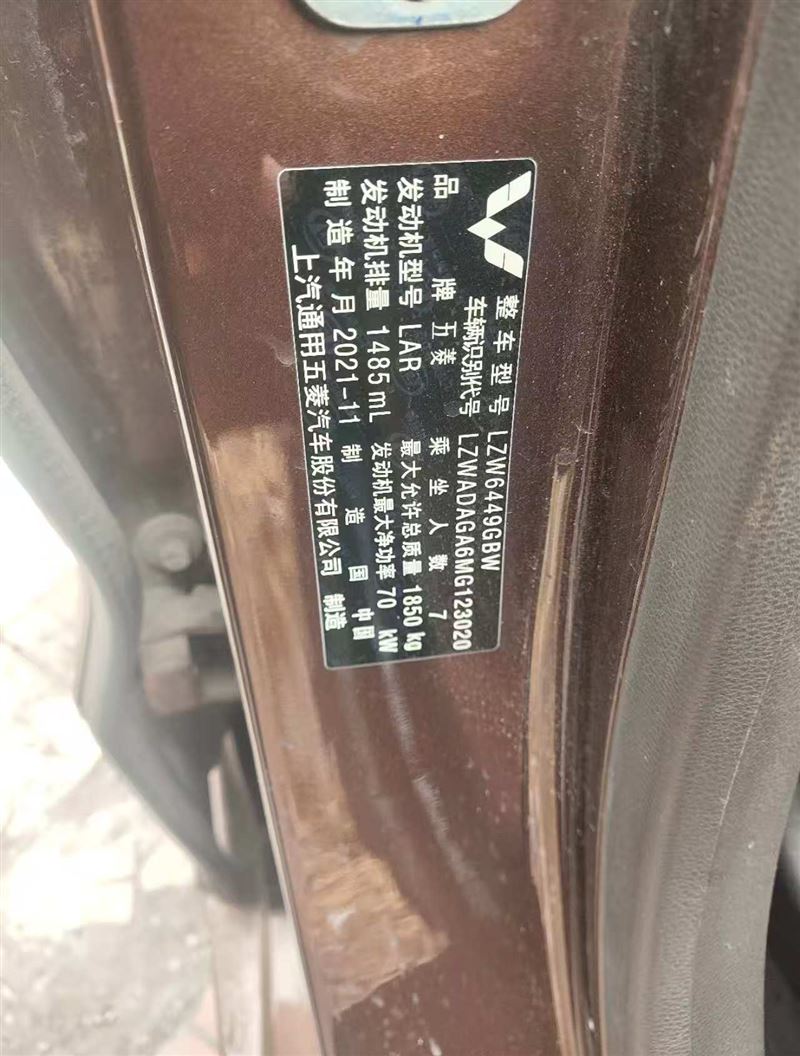 整车型号 LZW6449GBW
车辆识别代号 LZWADAGA6MG123020
品牌 五菱 乘坐人数 7
发动机型号 LAR 最大允许总质量 1850 kg
发动机排量 1485 mL 发动机最大净功率 70 kW
制造年月 2021-11 制造国 中国
上汽通用五菱汽车股份有限公司 制造